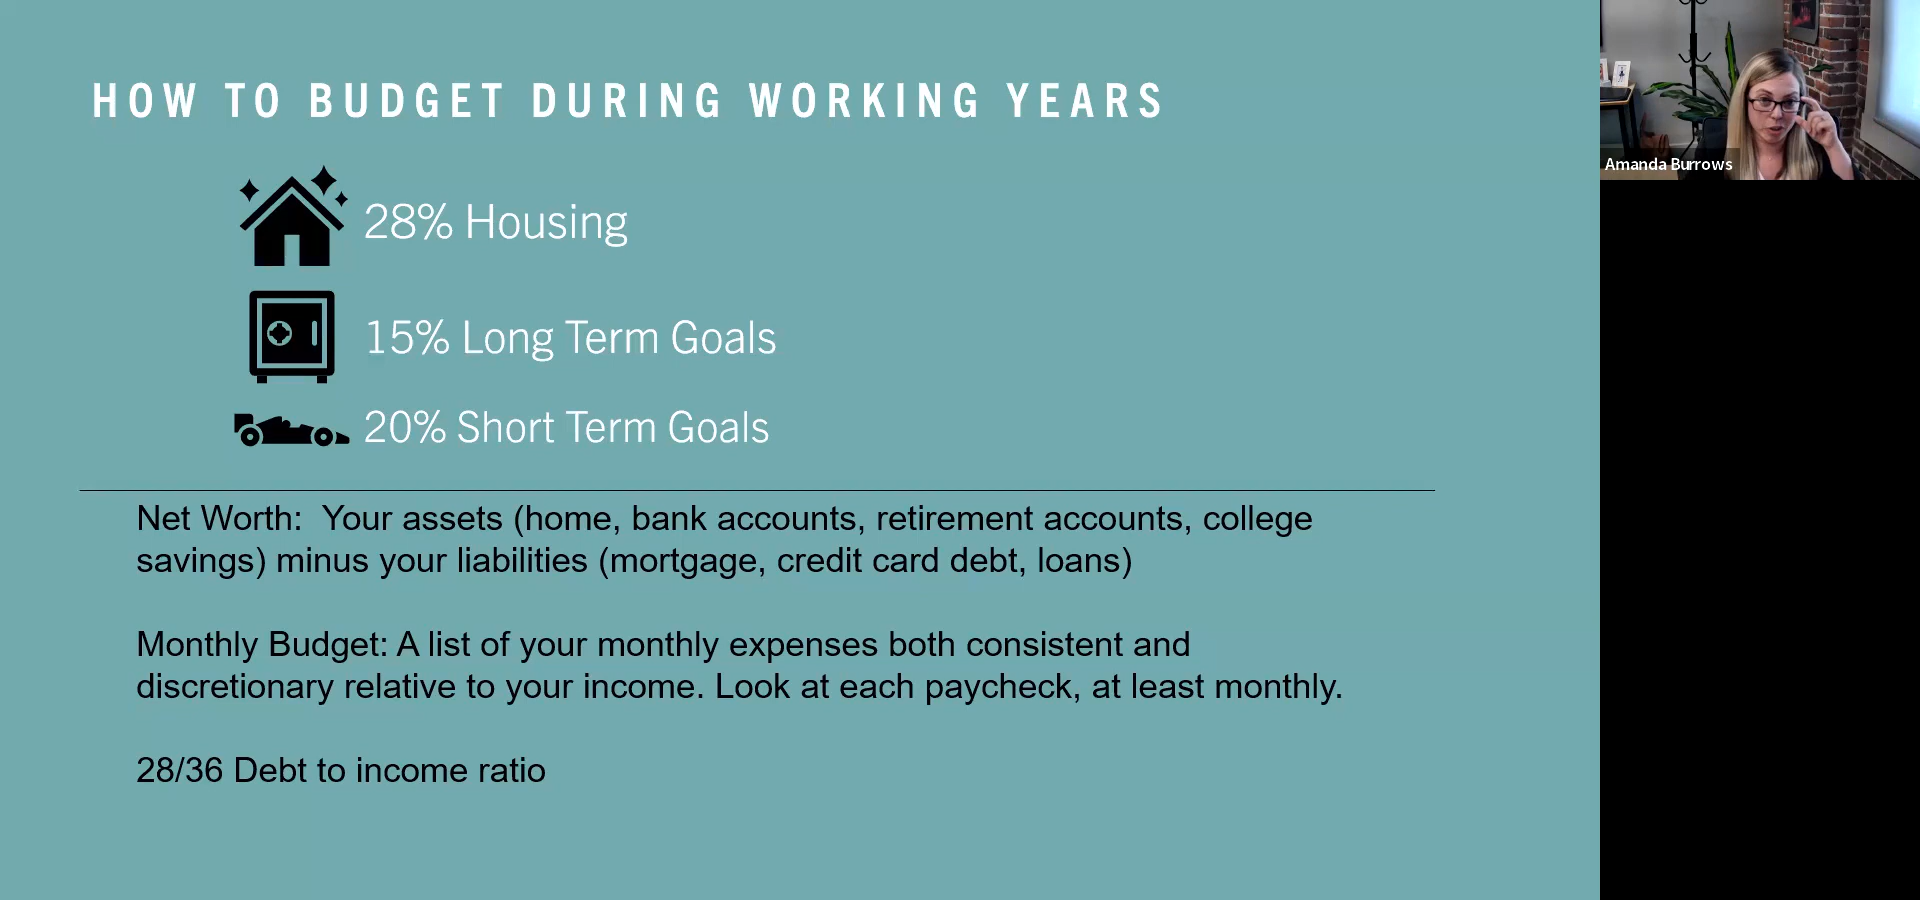 HOW TO BUDGET DURING WORKING YEARS
28% Housing
15% Long Term Goals
20% Short Term Goals
Net Worth:  Your assets (home, bank accounts, retirement accounts, college
savings) minus your liabilities (mortgage, credit card debt, loans)
Monthly Budget: A list of your monthly expenses both consistent and
discretionary relative to your income. Look at each paycheck, at least monthly.
28/36 Debt to income ratio
Amanda Burrows